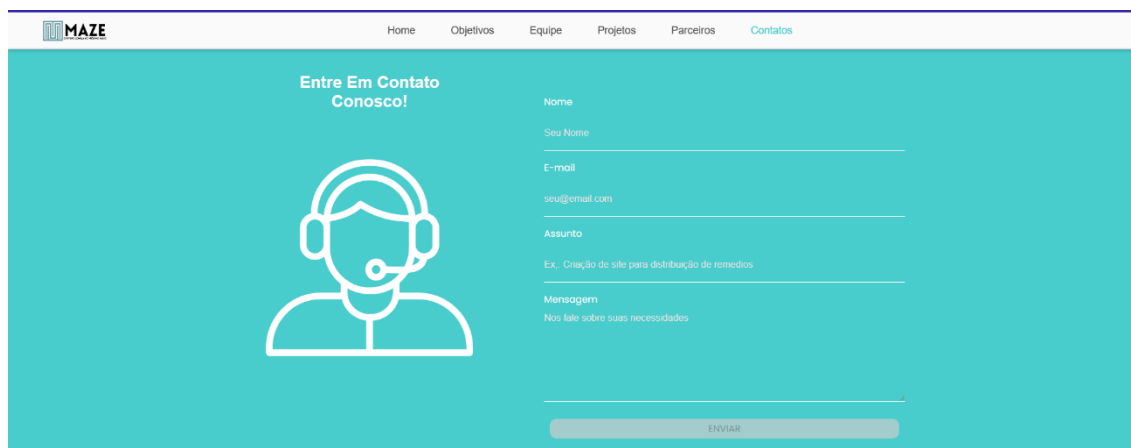 MAZE
Home Objetivos Equipe Projetos Parceiros Contatos
Entre Em Contato
Conosco!
Nome
Seu Nome
E-mail
seu@email.com
Assunto
Ex,: Criação de site para distribuição de remedios
Mensagem
Nos fale sobre suas necessidades
ENVIAR